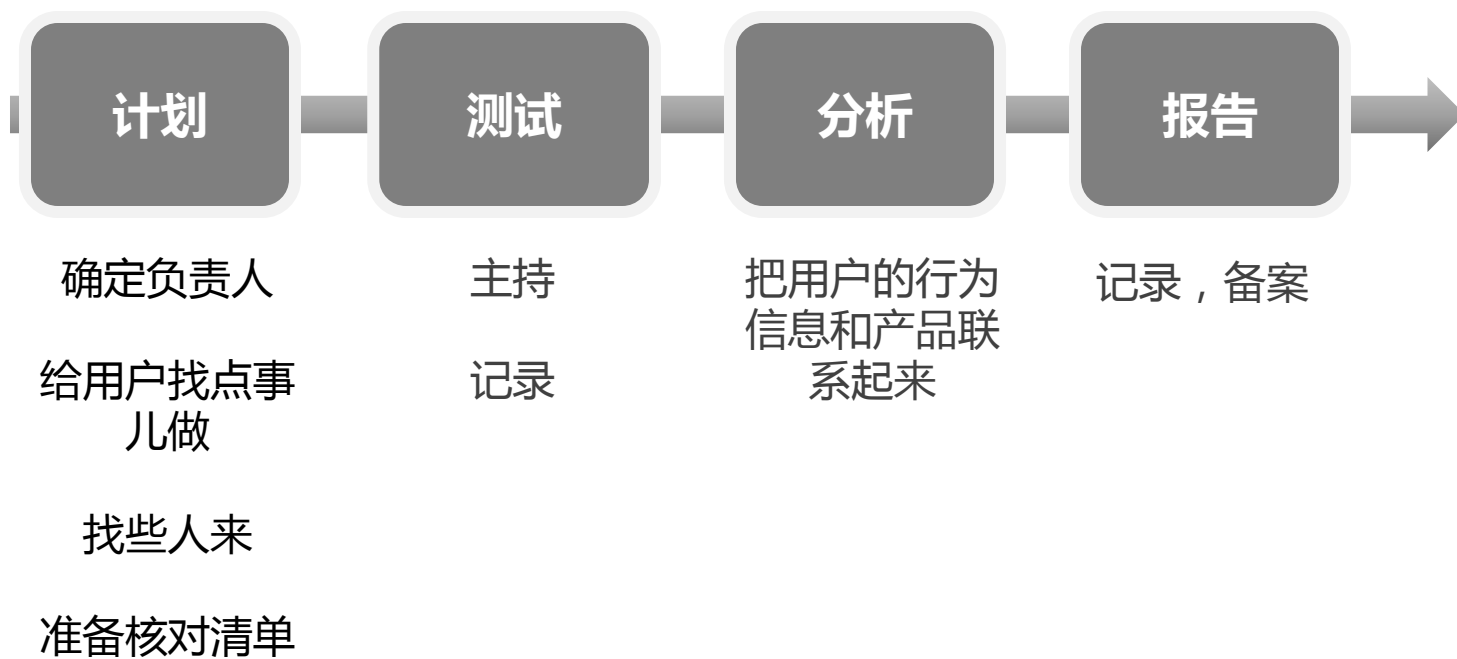 计划
测试
分析
报告
确定负责人
给用户找点事
儿做
找些人来
准备核对清单
主持
记录
把用户的行为
信息和产品联
系起来
记录，备案